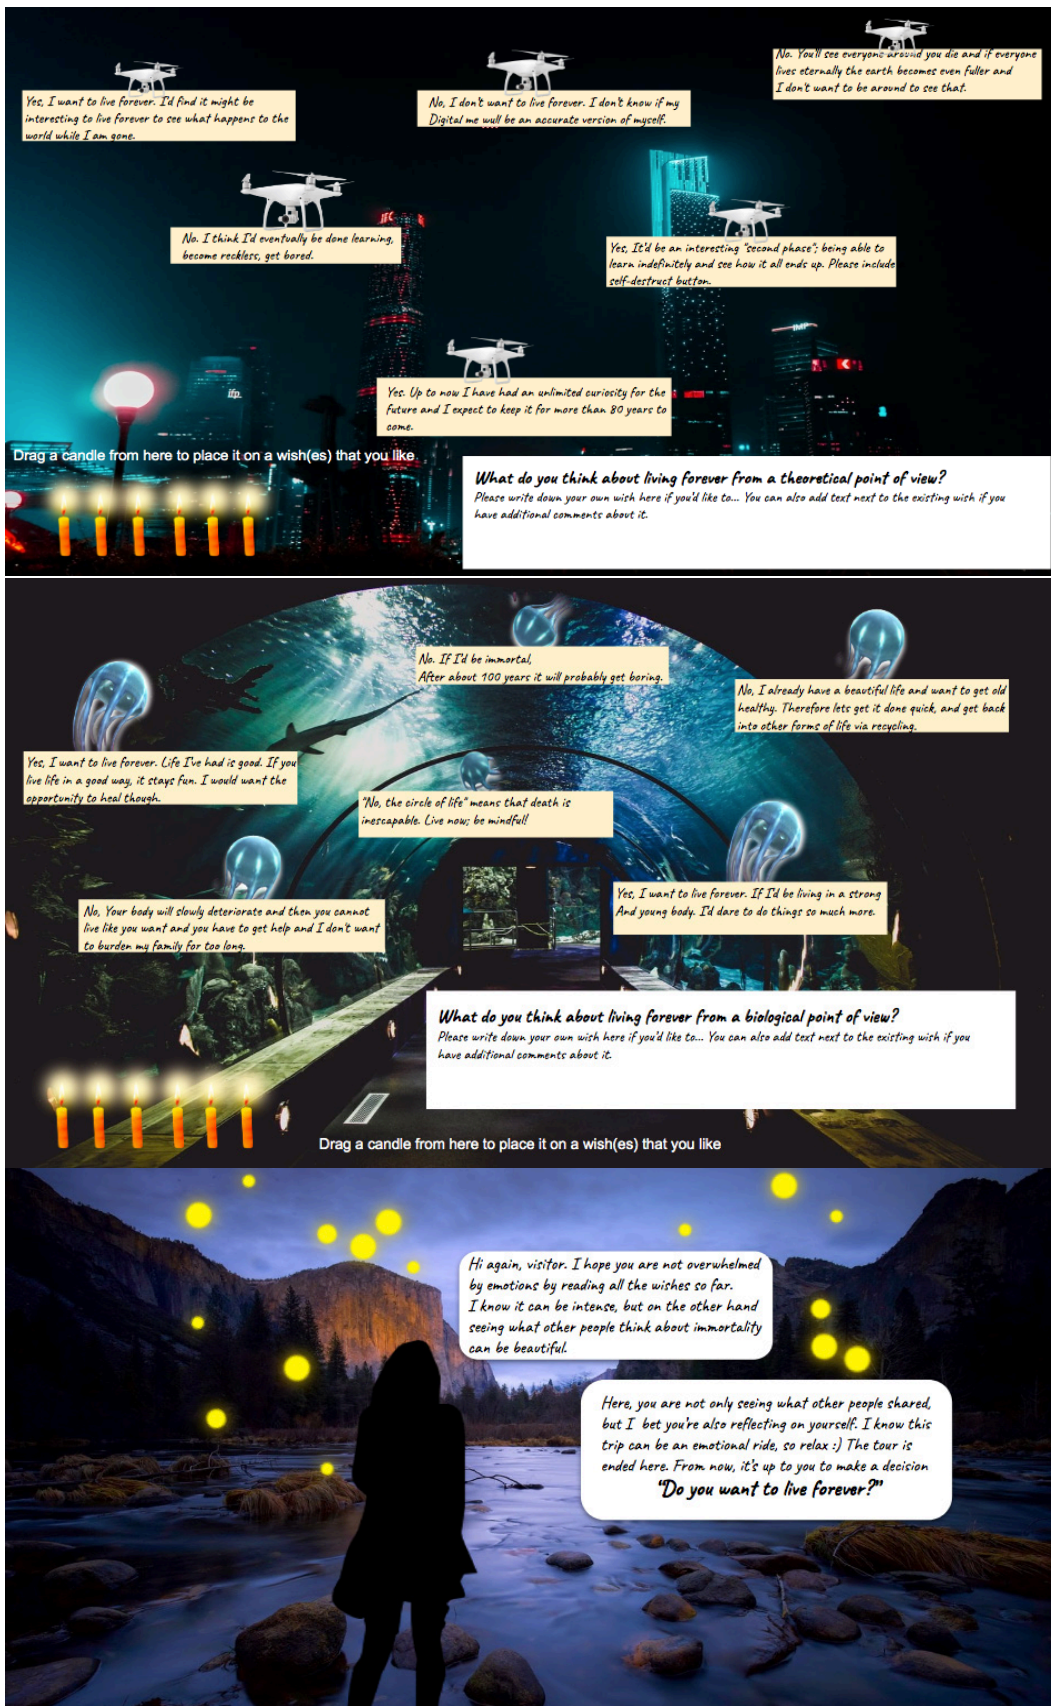 No. You'll see everyone around you die and if everyone
lives eternally the earth becomes even fuller and
I don't want to be around to see that.
Yes, I want to live forever. I'd find it might be
interesting to live forever to see what happens to the
world while I am gone.
No, I don't want to live forever. I don't know if my
Digital me wull be an accurate version of myself.
No. I think I'd eventually be done learning,
become reckless, get bored.
IFC
Yes, It'd be an interesting "second phase"; being able to
learn indefinitely and see how it all ends up. Please include
self-destruct button.
Yes. Up to now I have had an unlimited curiosity for the
future and I expect to keep it for more than 80 years to
come.
ifp
Drag a candle from here to place it on a wish(es) that you like
What do you think about living forever from a theoretical point of view?
Please write down your own wish here if you'd like to... You can also add text next to the existing wish if you
have additional comments about it.
No. If I'd be immortal,
After about 100 years it will probably get boring.
No, I already have a beautiful life and want to get old
healthy. Therefore lets get it done quick, and get back
into other forms of life via recycling.
Yes, I want to live forever. Life I've had is good. If you
live life in a good way, it stays fun. I would want the
opportunity to heal though.
"No, the circle of life" means that death is
inescapable. Live now; be mindful!
No, Your body will slowly deteriorate and then you cannot
live like you want and you have to get help and I don't want
to burden my family for too long.
Yes, I want to live forever. If I'd be living in a strong
And young body. I'd dare to do things so much more.
What do you think about living forever from a biological point of view?
Please write down your own wish here if you'd like to... You can also add text next to the existing wish if you
have additional comments about it.
Drag a candle from here to place it on a wish(es) that you like
Hi again, visitor. I hope you are not overwhelmed
by emotions by reading all the wishes so far.
I know it can be intense, but on the other hand
seeing what other people think about immortality
can be beautiful.
Here, you are not only seeing what other people shared,
but I bet you're also reflecting on yourself. I know this
trip can be an emotional ride, so relax :) The tour is
ended here. From now, it's up to you to make a decision
"Do you want to live forever?"